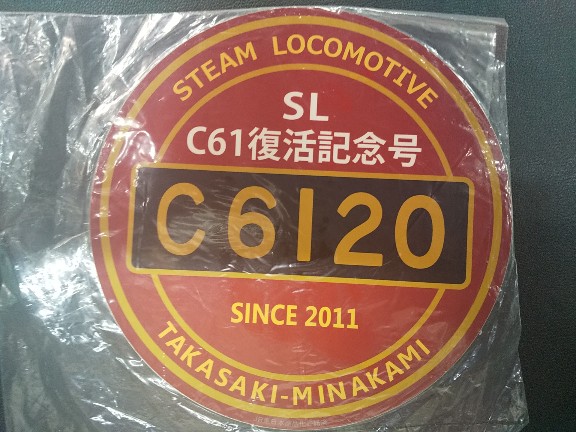 STEAM LOCOMOTIVE
SL
C61復活記念号
C6120
SINCE 2011
TAKASAKI-MINAKAMI